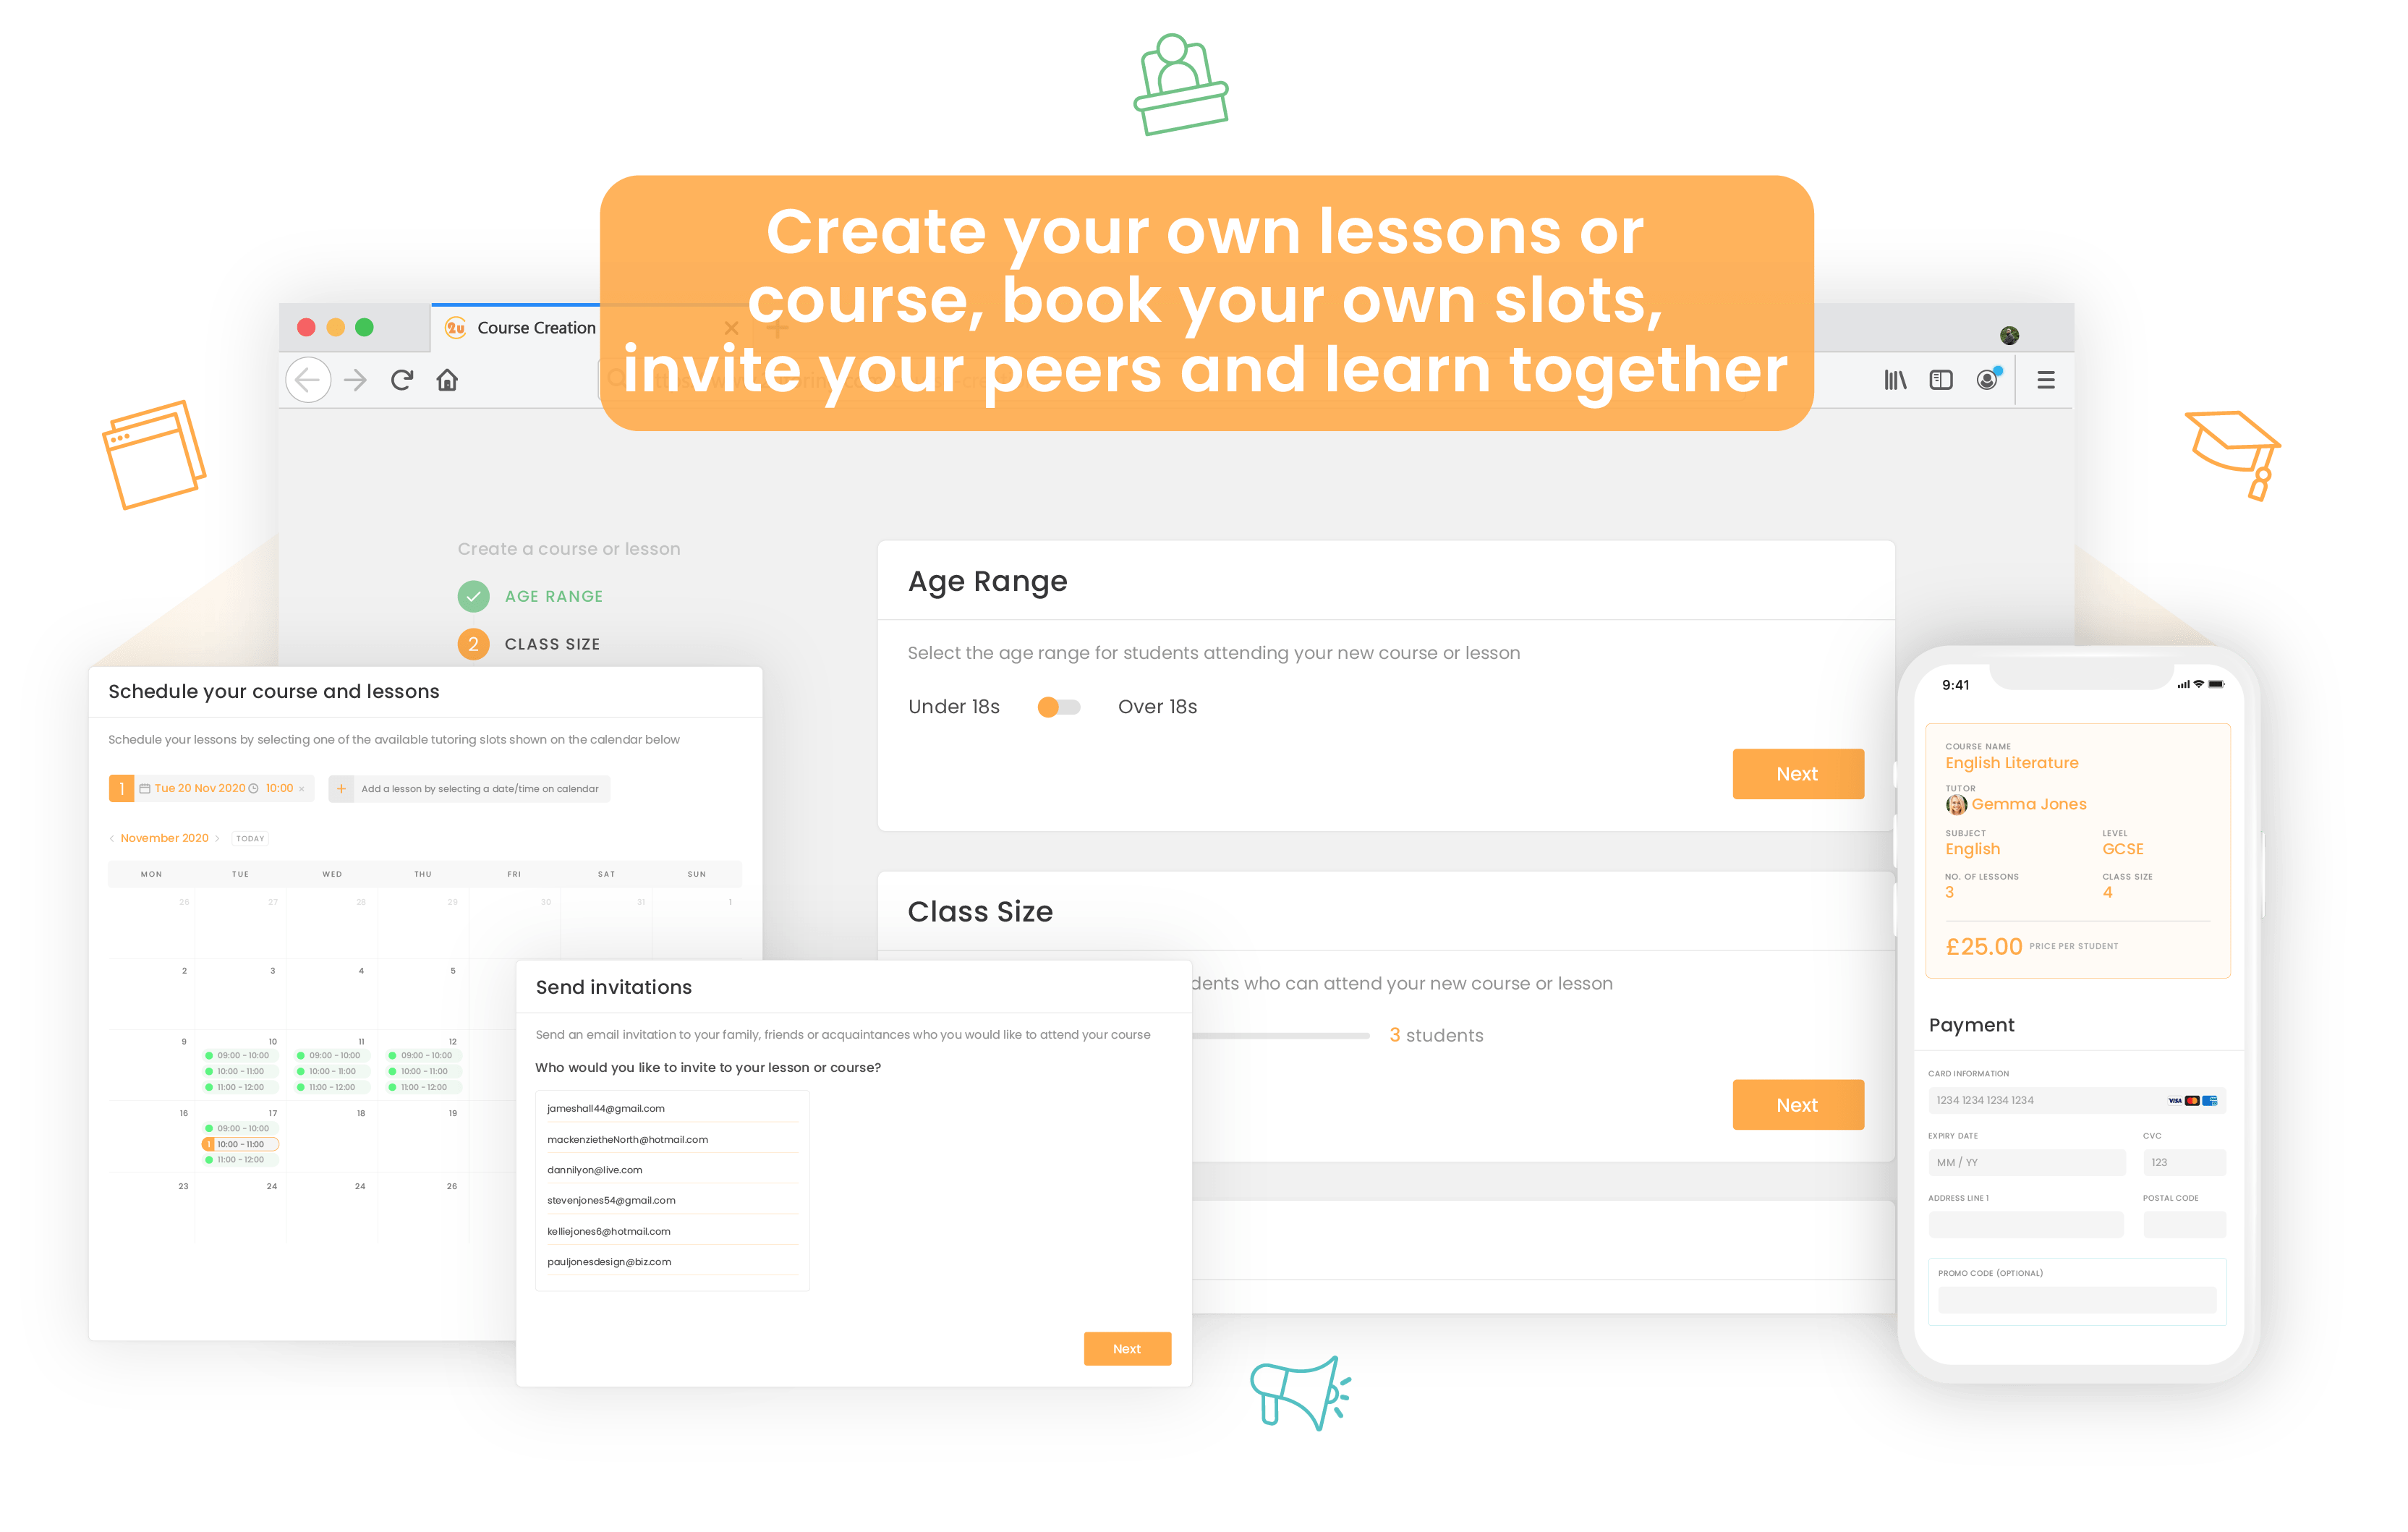 Create your own lessons or
course, book your own slots,
invite your peers and learn together
2u Course Creation
Create a course or lesson
AGE RANGE
2 CLASS SIZE
Age Range
Select the age range for students attending your new course or lesson
Under 18s Over 18s
Next
Class Size
dents who can attend your new course or lesson
3 students
Next
Schedule your course and lessons
Schedule your lessons by selecting one of the available tutoring slots shown on the calendar below
1 Tue 20 Nov 2020 10:00 ×
+ Add a lesson by selecting a date/time on calendar
< November 2020 > TODAY
MON TUE WED THU FRI SAT SUN
26 27 28 29 30 31 1
2 3 4 5
9 10 11 12
09:00 - 10:00 09:00 - 10:00 09:00 - 10:00
10:00 - 11:00 10:00 - 11:00 10:00 - 11:00
11:00 - 12:00 11:00 - 12:00 11:00 - 12:00
16 17 18 19
09:00 - 10:00
1 10:00 - 11:00
11:00 - 12:00
23 24 24 26
Send invitations
Send an email invitation to your family, friends or acquaintances who you would like to attend your course
Who would you like to invite to your lesson or course?
jameshall44@gmail.com
mackenzietheNorth@hotmail.com
dannilyon@live.com
stevenjones54@gmail.com
kelliejones6@hotmail.com
pauljonesdesign@biz.com
Next
9:41
COURSE NAME
English Literature
TUTOR
Gemma Jones
SUBJECT LEVEL
English GCSE
NO. OF LESSONS CLASS SIZE
3 4
£25.00 PRICE PER STUDENT
Payment
CARD INFORMATION
1234 1234 1234 1234 VISA
EXPIRY DATE CVC
MM / YY 123
ADDRESS LINE 1 POSTAL CODE
PROMO CODE (OPTIONAL)